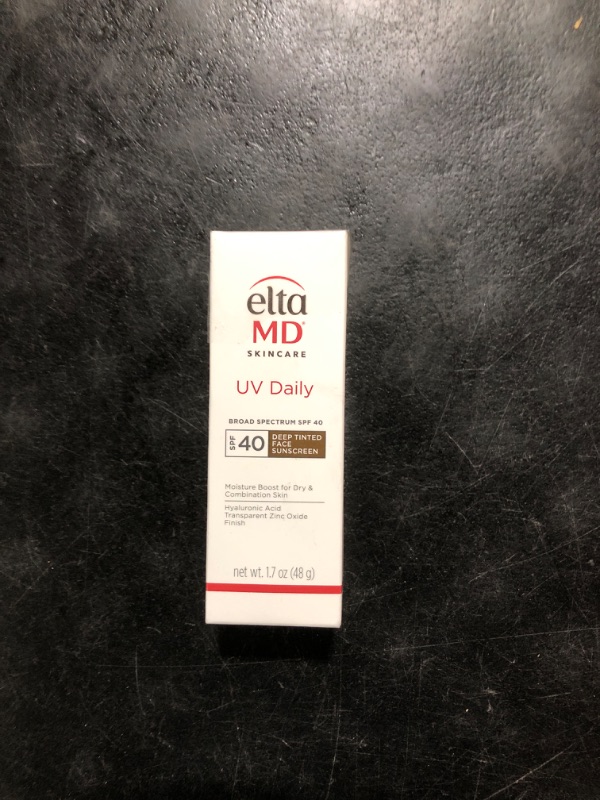 elta
MD®
SKINCARE
UV Daily
BROAD SPECTRUM SPF 40
SPF 40 DEEP TINTED
FACE
SUNSCREEN
Moisture Boost for Dry &
Combination Skin
Hyaluronic Acid
Transparent Zinc Oxide
Finish
net wt. 1.7 oz (48 g)